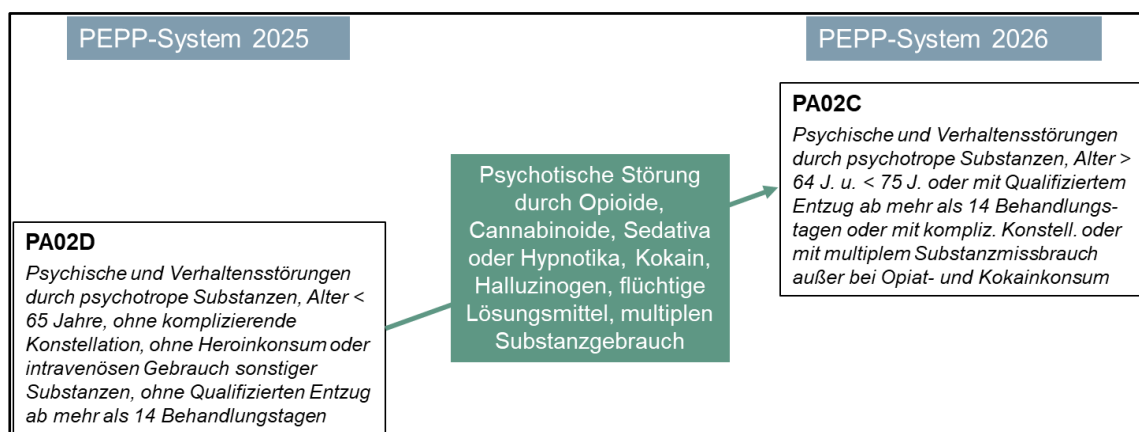 PEPP-System 2025
PEPP-System 2026
PA02D
Psychische und Verhaltensstörungen
durch psychotrope Substanzen, Alter <
65 Jahre, ohne komplizierende
Konstellation, ohne Heroinkonsum oder
intravenösen Gebrauch sonstiger
Substanzen, ohne Qualifizierten Entzug
ab mehr als 14 Behandlungstagen
Psychotische Störung
durch Opioide,
Cannabinoide, Sedativa
oder Hypnotika, Kokain,
Halluzinogen, flüchtige
Lösungsmittel, multiplen
Substanzgebrauch
PA02C
Psychische und Verhaltensstörungen
durch psychotrope Substanzen, Alter >
64 J. u. < 75 J. oder mit Qualifiziertem
Entzug ab mehr als 14 Behandlungs-
tagen oder mit kompliz. Konstell. oder
mit multiplem Substanzmissbrauch
außer bei Opiat- und Kokainkonsum